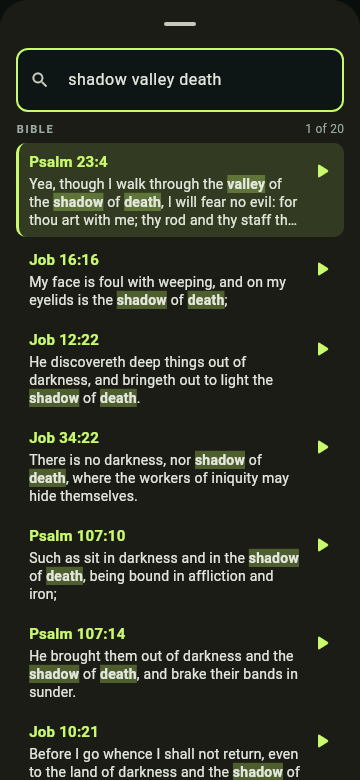 shadow valley death
BIBLE
1 of 20
Psalm 23:4
Yea, though I walk through the valley of
the shadow of death, I will fear no evil: for
thou art with me; thy rod and thy staff th…
Job 16:16
My face is foul with weeping, and on my
eyelids is the shadow of death;
Job 12:22
He discovereth deep things out of
darkness, and bringeth out to light the
shadow of death.
Job 34:22
There is no darkness, nor shadow of
death, where the workers of iniquity may
hide themselves.
Psalm 107:10
Such as sit in darkness and in the shadow
of death, being bound in affliction and
iron;
Psalm 107:14
He brought them out of darkness and the
shadow of death, and brake their bands in
sunder.
Job 10:21
Before I go whence I shall not return, even
to the land of darkness and the shadow of